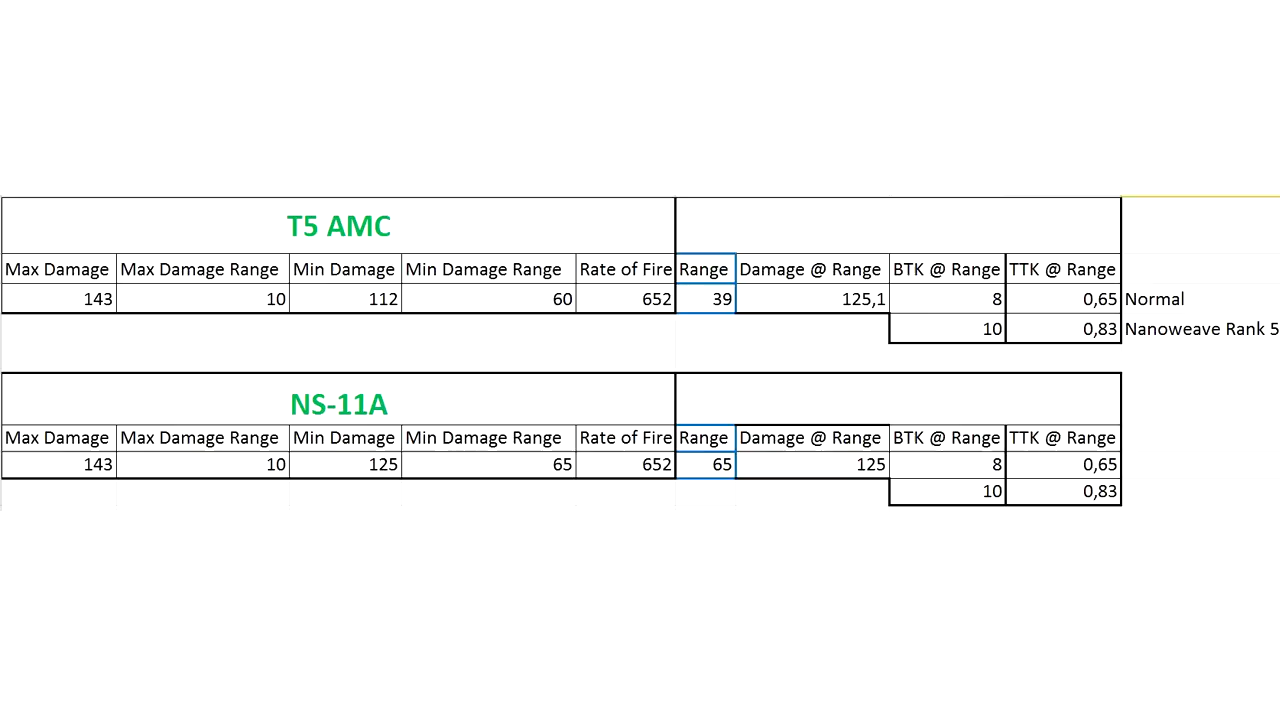 T5 AMC
Max Damage Max Damage Range Min Damage Min Damage Range Rate of Fire Range Damage @ Range BTK @ Range TTK @ Range
143 10 112 60 652 39 125,1 8 0,65 Normal
10 0,83 Nanoweave Rank 5
NS-11A
Max Damage Max Damage Range Min Damage Min Damage Range Rate of Fire Range Damage @ Range BTK @ Range TTK @ Range
143 10 125 65 652 65 125 8 0,65
10 0,83